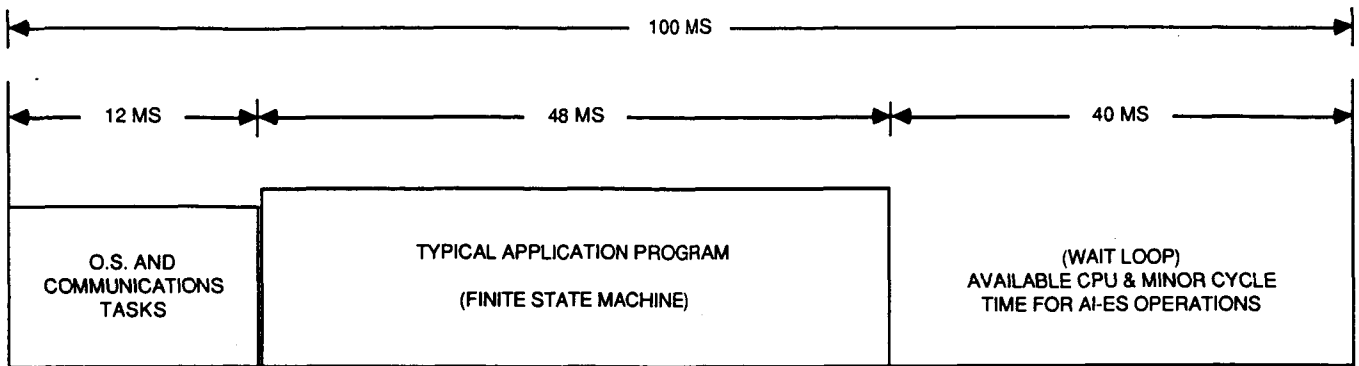 100 MS
12 MS
48 MS
40 MS
O.S. AND
COMMUNICATIONS
TASKS
TYPICAL APPLICATION PROGRAM
(FINITE STATE MACHINE)
(WAIT LOOP)
AVAILABLE CPU & MINOR CYCLE
TIME FOR AI-ES OPERATIONS